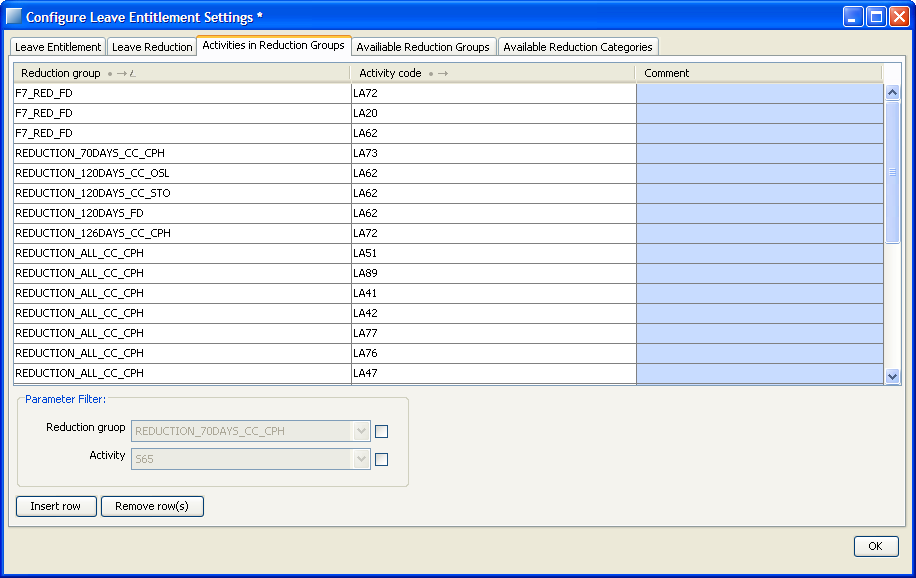 Configure Leave Entitlement Settings *
Leave Entitlement Leave Reduction Activities in Reduction Groups Availiable Reduction Groups Available Reduction Categories
Reduction group Activity code Comment
F7_RED_FD LA72
F7_RED_FD LA20
F7_RED_FD LA62
REDUCTION_70DAYS_CC_CPH LA73
REDUCTION_120DAYS_CC_OSL LA62
REDUCTION_120DAYS_CC_STO LA62
REDUCTION_120DAYS_FD LA62
REDUCTION_126DAYS_CC_CPH LA72
REDUCTION_ALL_CC_CPH LA51
REDUCTION_ALL_CC_CPH LA89
REDUCTION_ALL_CC_CPH LA41
REDUCTION_ALL_CC_CPH LA42
REDUCTION_ALL_CC_CPH LA77
REDUCTION_ALL_CC_CPH LA76
REDUCTION_ALL_CC_CPH LA47
Parameter Filter:
Reduction gruop REDUCTION_70DAYS_CC_CPH
Activity S65
Insert row Remove row(s)
OK